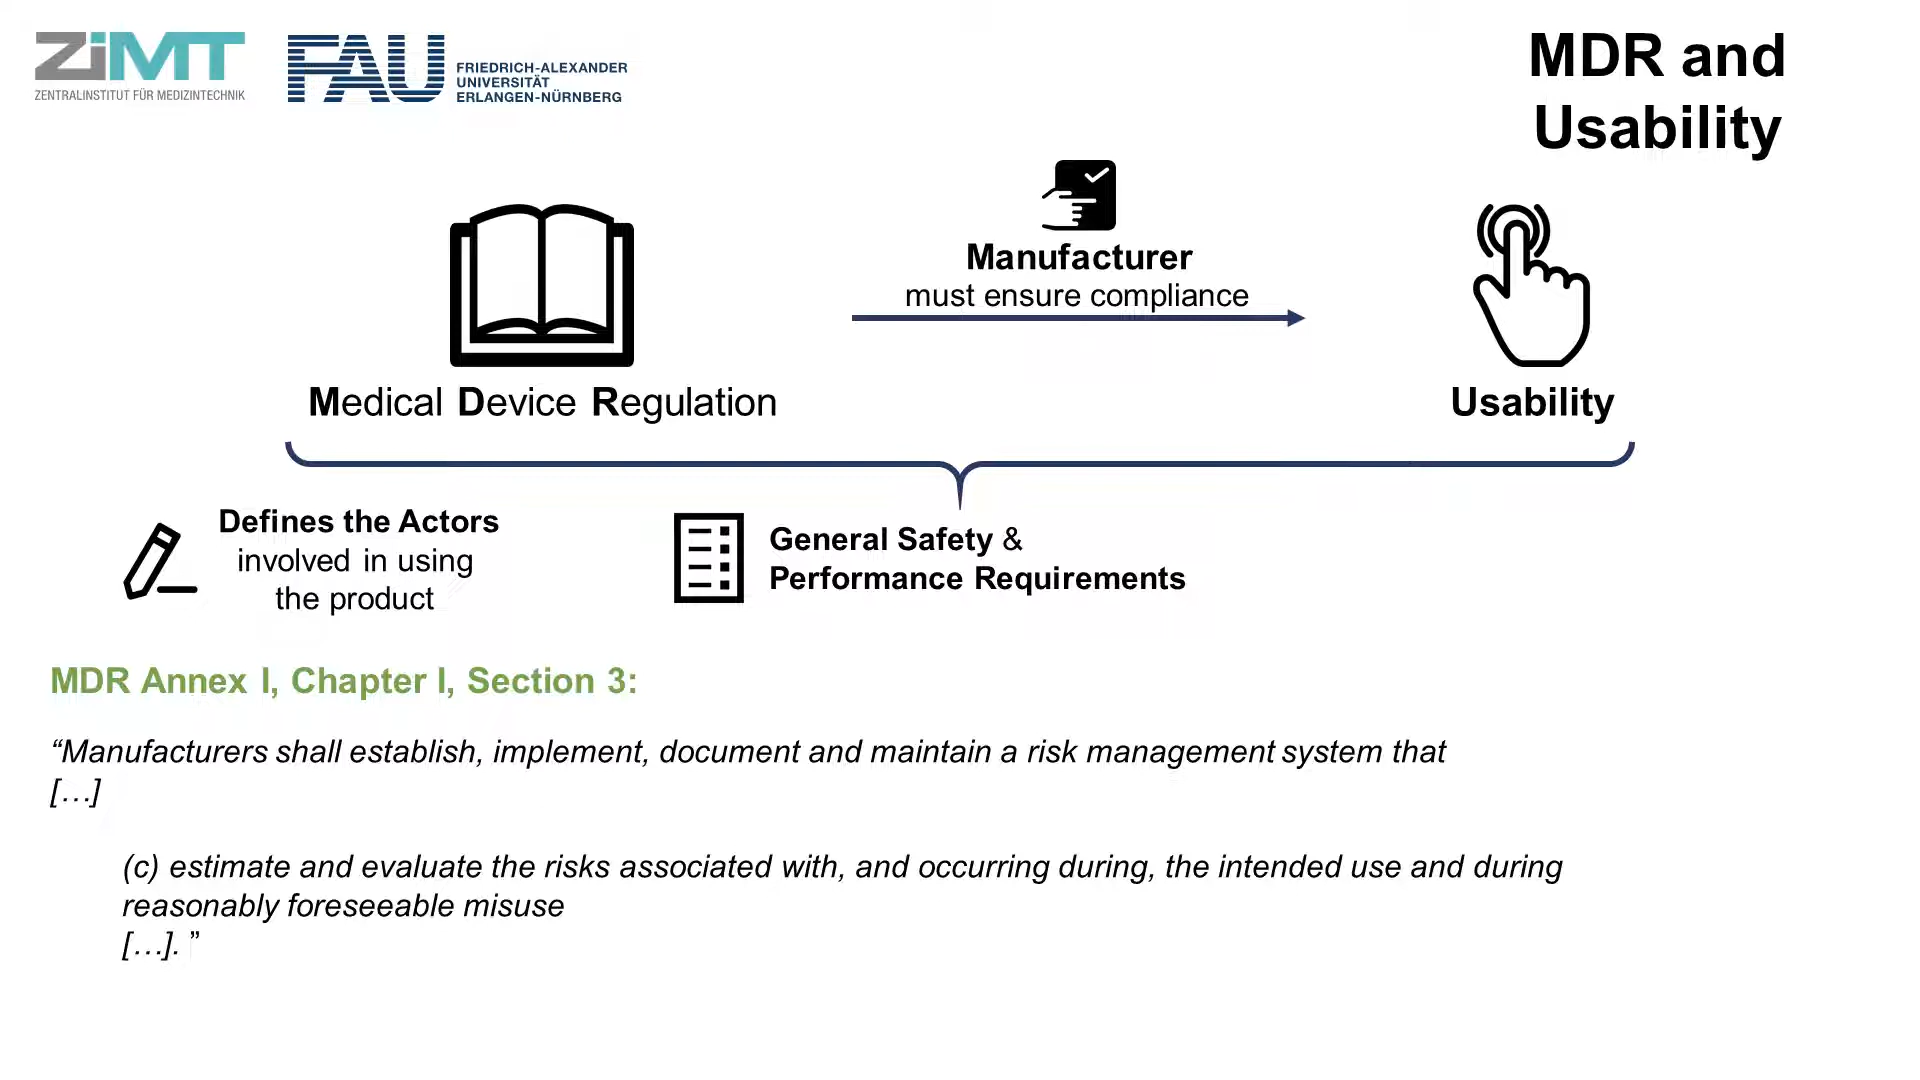 ZiMT
ZENTRALINSTITUT FÜR MEDIZINTECHNIK
FAU
FRIEDRICH-ALEXANDER
UNIVERSITÄT
ERLANGEN-NÜRNBERG
MDR and
Usability
Manufacturer
must ensure compliance
Medical Device Regulation
Usability
Defines the Actors
involved in using
the product
General Safety &
Performance Requirements
MDR Annex I, Chapter I, Section 3:
“Manufacturers shall establish, implement, document and maintain a risk management system that
[…]
(c) estimate and evaluate the risks associated with, and occurring during, the intended use and during
reasonably foreseeable misuse
[…]. ”